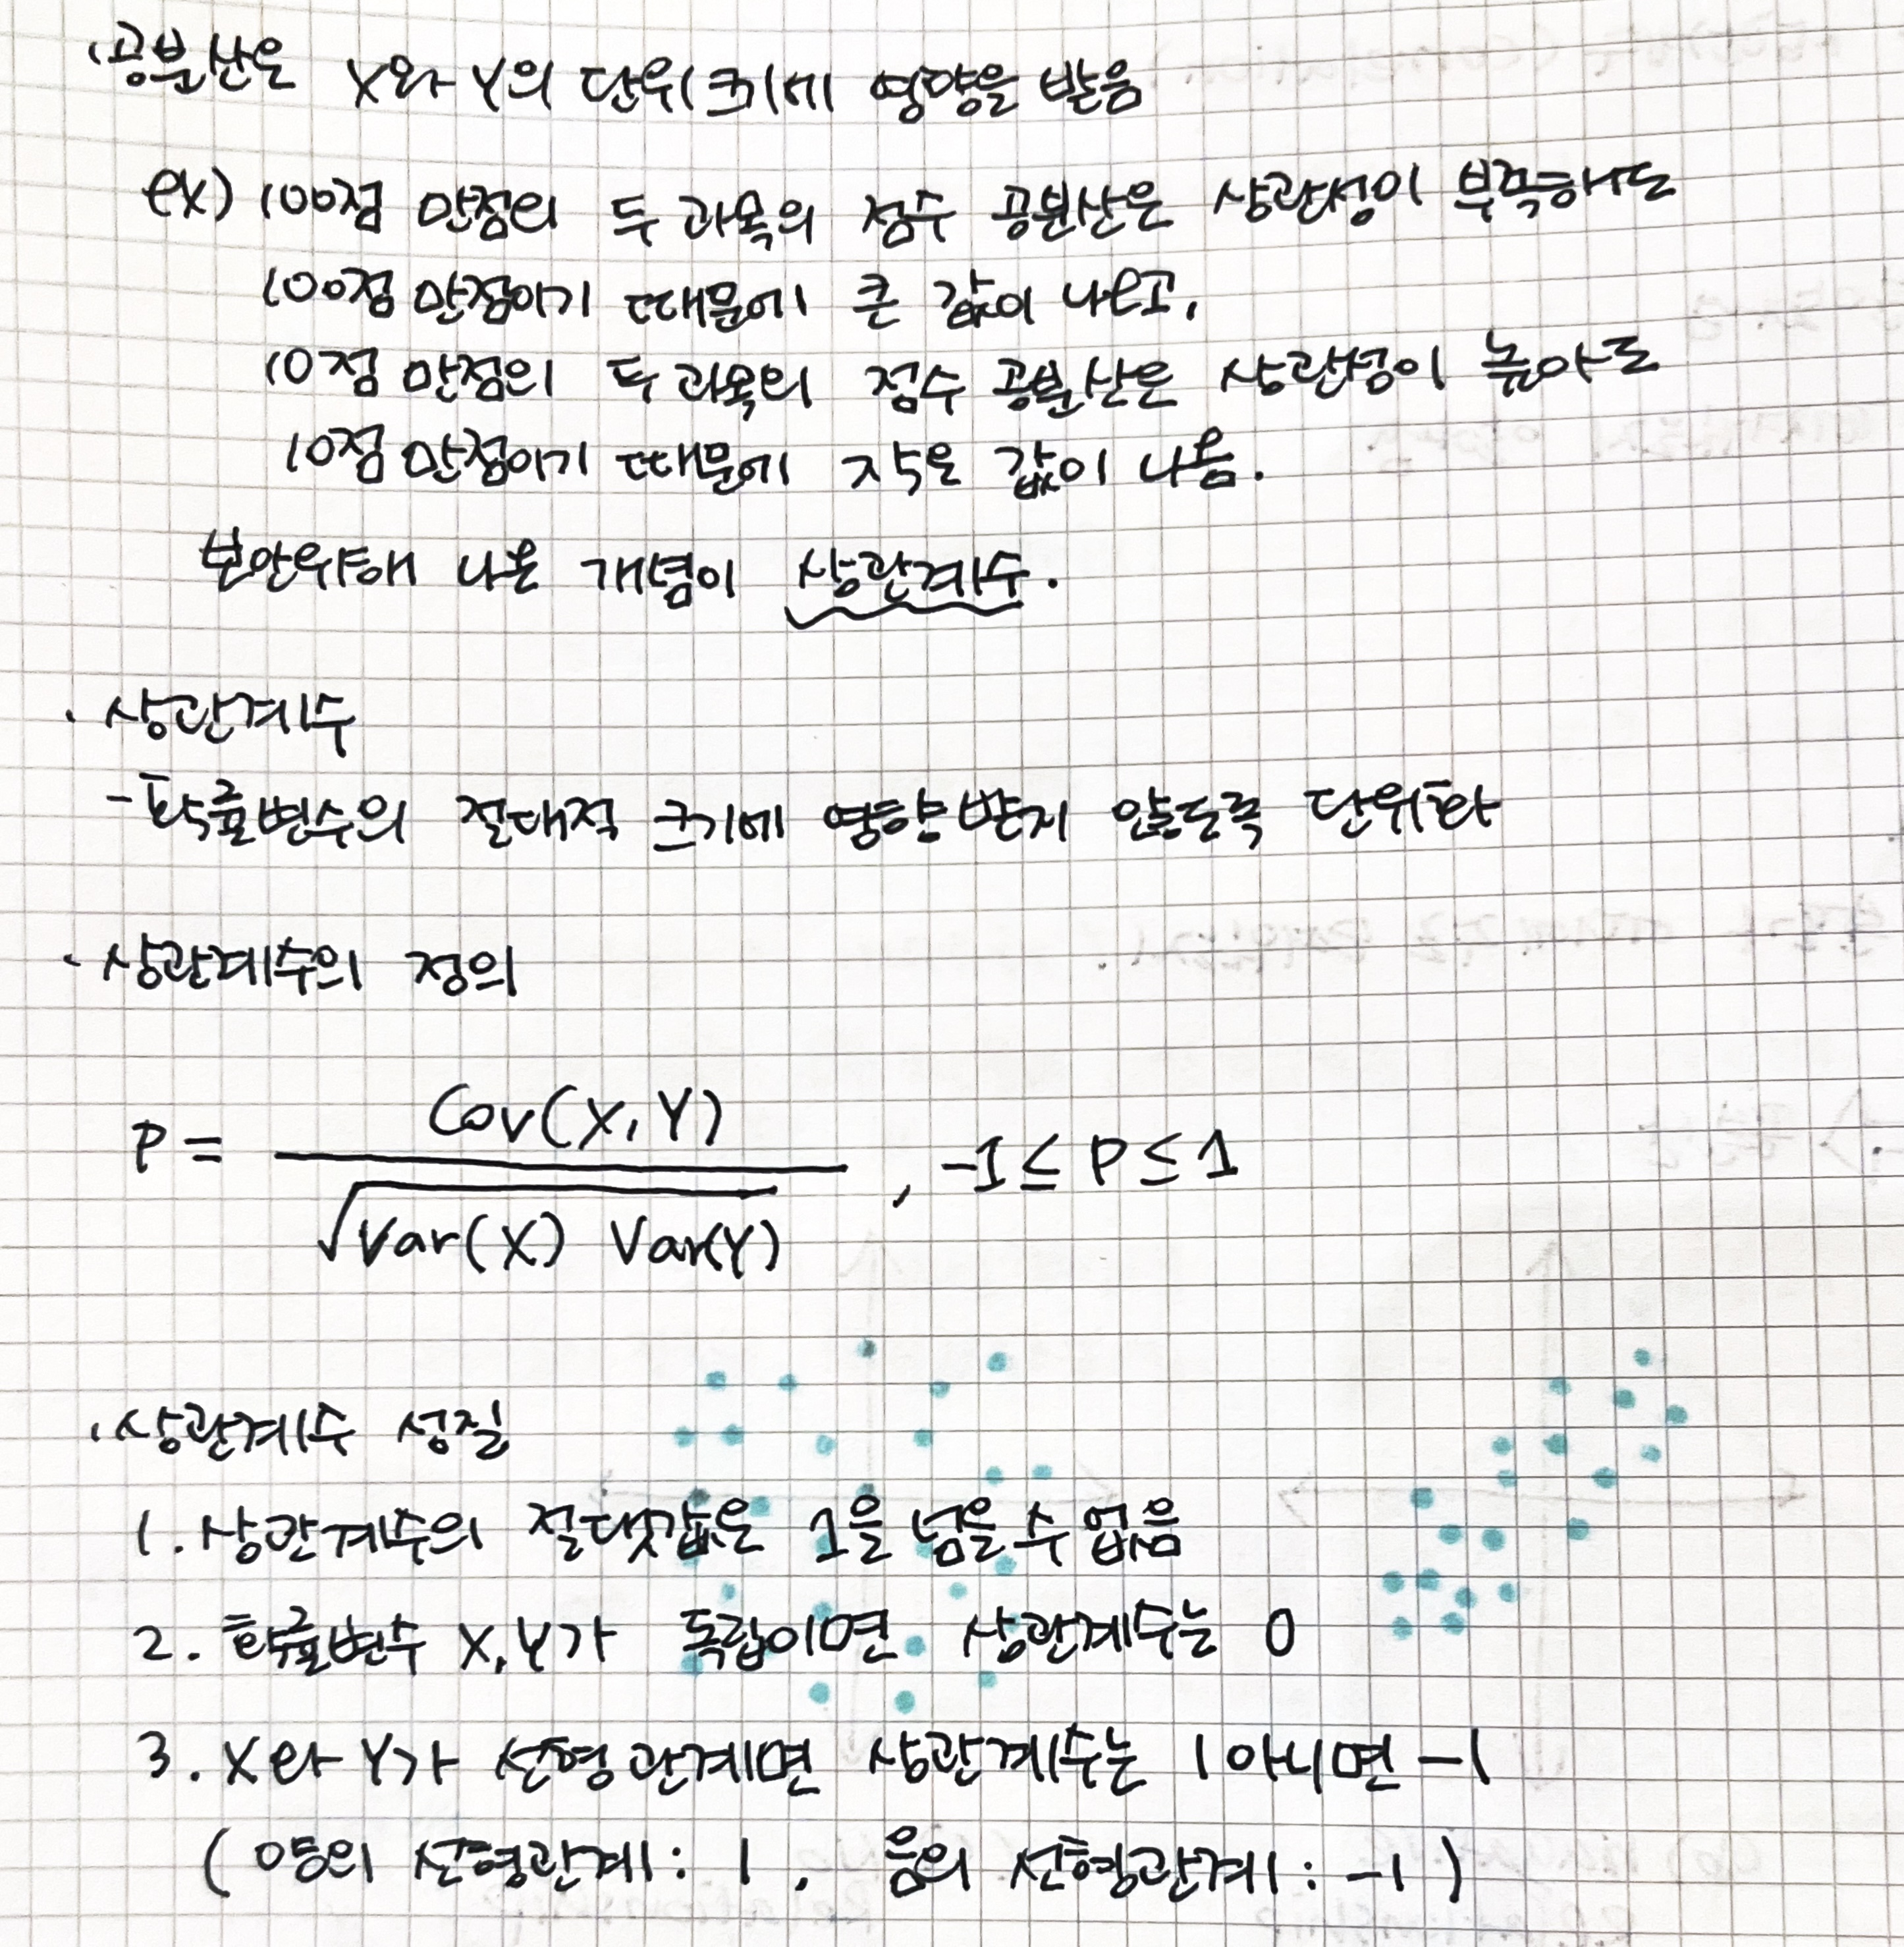 · 공분산은 X와 Y의 단위크기에 영향을 받음
ex) 100점 만점의 두 과목의 점수 공분산은 상관성이 부족해도
100점 만점이기 때문에 큰 값이 나오고,
10점 만점의 두 과목의 점수 공분산은 상관성이 높아도
10점 만점이기 때문에 작은 값이 나옴.
보안위해 나온 개념이 상관계수.
· 상관계수
- 확률변수의 절대적 크기에 영향받지 않도록 단위화
· 상관계수의 정의
P = Cov(X, Y) / √Var(X) Var(Y) , -1 ≤ P ≤ 1
· 상관계수 성질
1. 상관계수의 절댓값은 1을 넘을 수 없음
2. 확률변수 X, Y가 독립이면 상관계수는 0
3. X와 Y가 선형관계면 상관계수는 1 아니면 -1
( 양의 선형관계 : 1 , 음의 선형관계 : -1 )